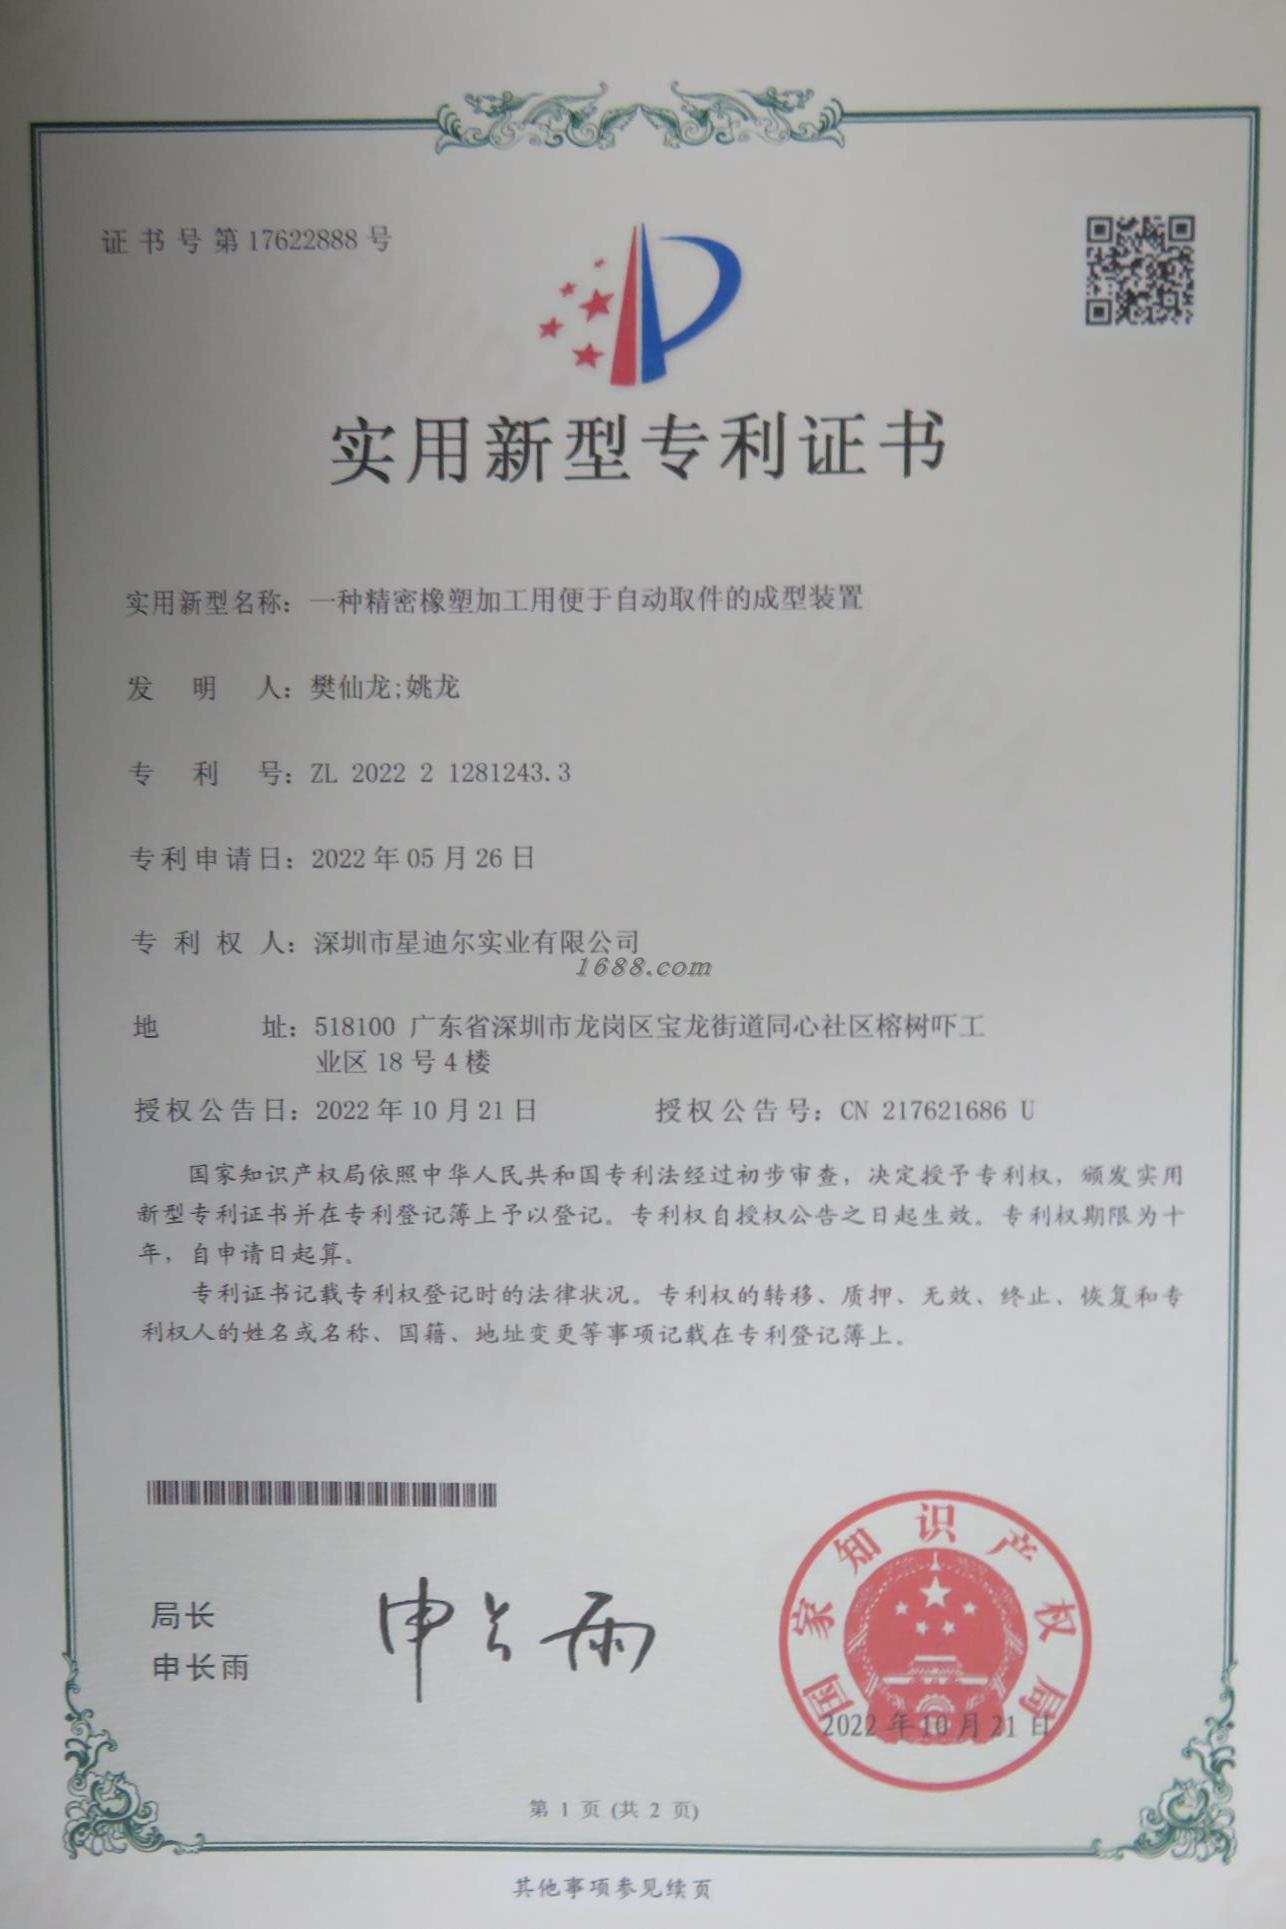 证书号第17622888号
实用新型专利证书
实用新型名称：一种精密橡塑加工用便于自动取件的成型装置
发明人：樊仙龙;姚龙
专利号：ZL 2022 2 1281243.3
专利申请日：2022年05月26日
专利权人：深圳市星迪尔实业有限公司
1688.com
地址：518100 广东省深圳市龙岗区宝龙街道同心社区榕树吓工
业区18号4楼
授权公告日：2022年10月21日 授权公告号：CN 217621686 U
国家知识产权局依照中华人民共和国专利法经过初步审查，决定授予专利权，颁发实用
新型专利证书并在专利登记簿上予以登记。专利权自授权公告之日起生效。专利权期限为十
年，自申请日起算。
专利证书记载专利权登记时的法律状况。专利权的转移、质押、无效、终止、恢复和专
利权人的姓名或名称、国籍、地址变更等事项记载在专利登记簿上。
局长
申长雨
申长雨
国家知识产权局
2022年10月21日
第 1 页 (共 2 页)
其他事项参见续页